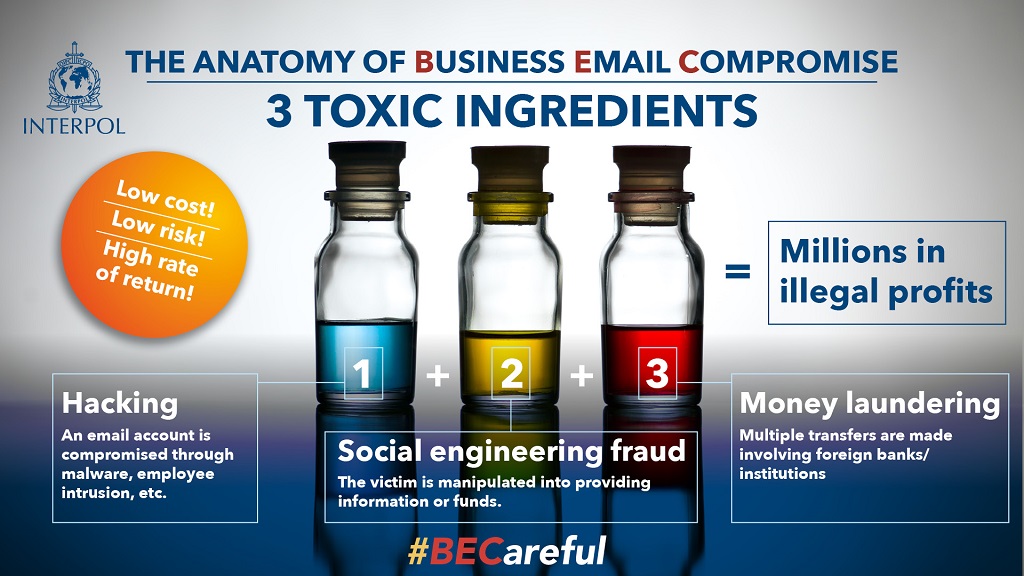 THE ANATOMY OF BUSINESS EMAIL COMPROMISE
3 TOXIC INGREDIENTS
INTERPOL
Low cost!
Low risk!
High rate
of return!
=
Millions in
illegal profits
1 + 2 + 3
Hacking
An email account is
compromised through
malware, employee
intrusion, etc.
Social engineering fraud
The victim is manipulated into providing
information or funds.
Money laundering
Multiple transfers are made
involving foreign banks/
institutions
#BECareful